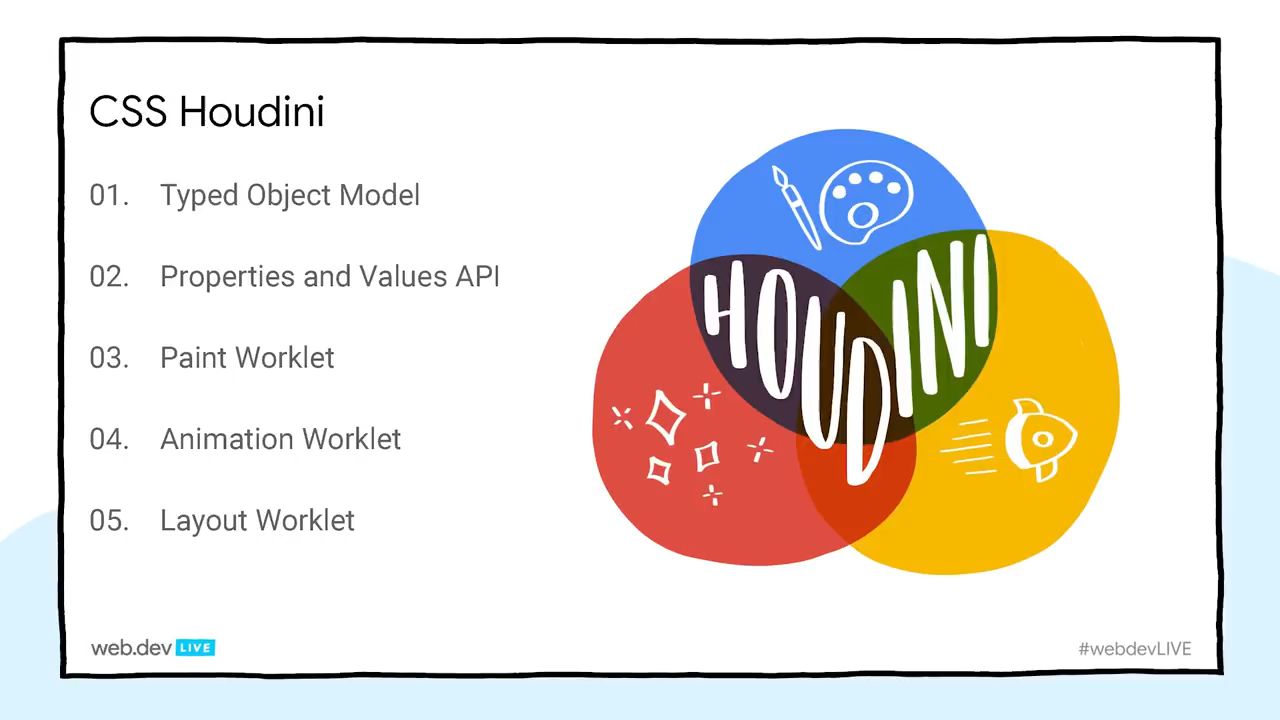 CSS Houdini
01. Typed Object Model
02. Properties and Values API
03. Paint Worklet
04. Animation Worklet
05. Layout Worklet
HOUDINI
web.dev LIVE
#webdevLIVE